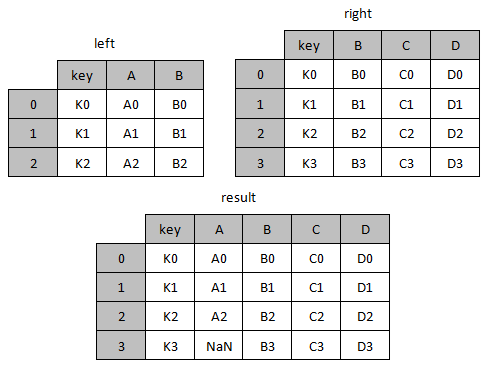 left
key A B
0 K0 A0 B0
1 K1 A1 B1
2 K2 A2 B2
right
key B C D
0 K0 B0 C0 D0
1 K1 B1 C1 D1
2 K2 B2 C2 D2
3 K3 B3 C3 D3
result
key A B C D
0 K0 A0 B0 C0 D0
1 K1 A1 B1 C1 D1
2 K2 A2 B2 C2 D2
3 K3 NaN B3 C3 D3